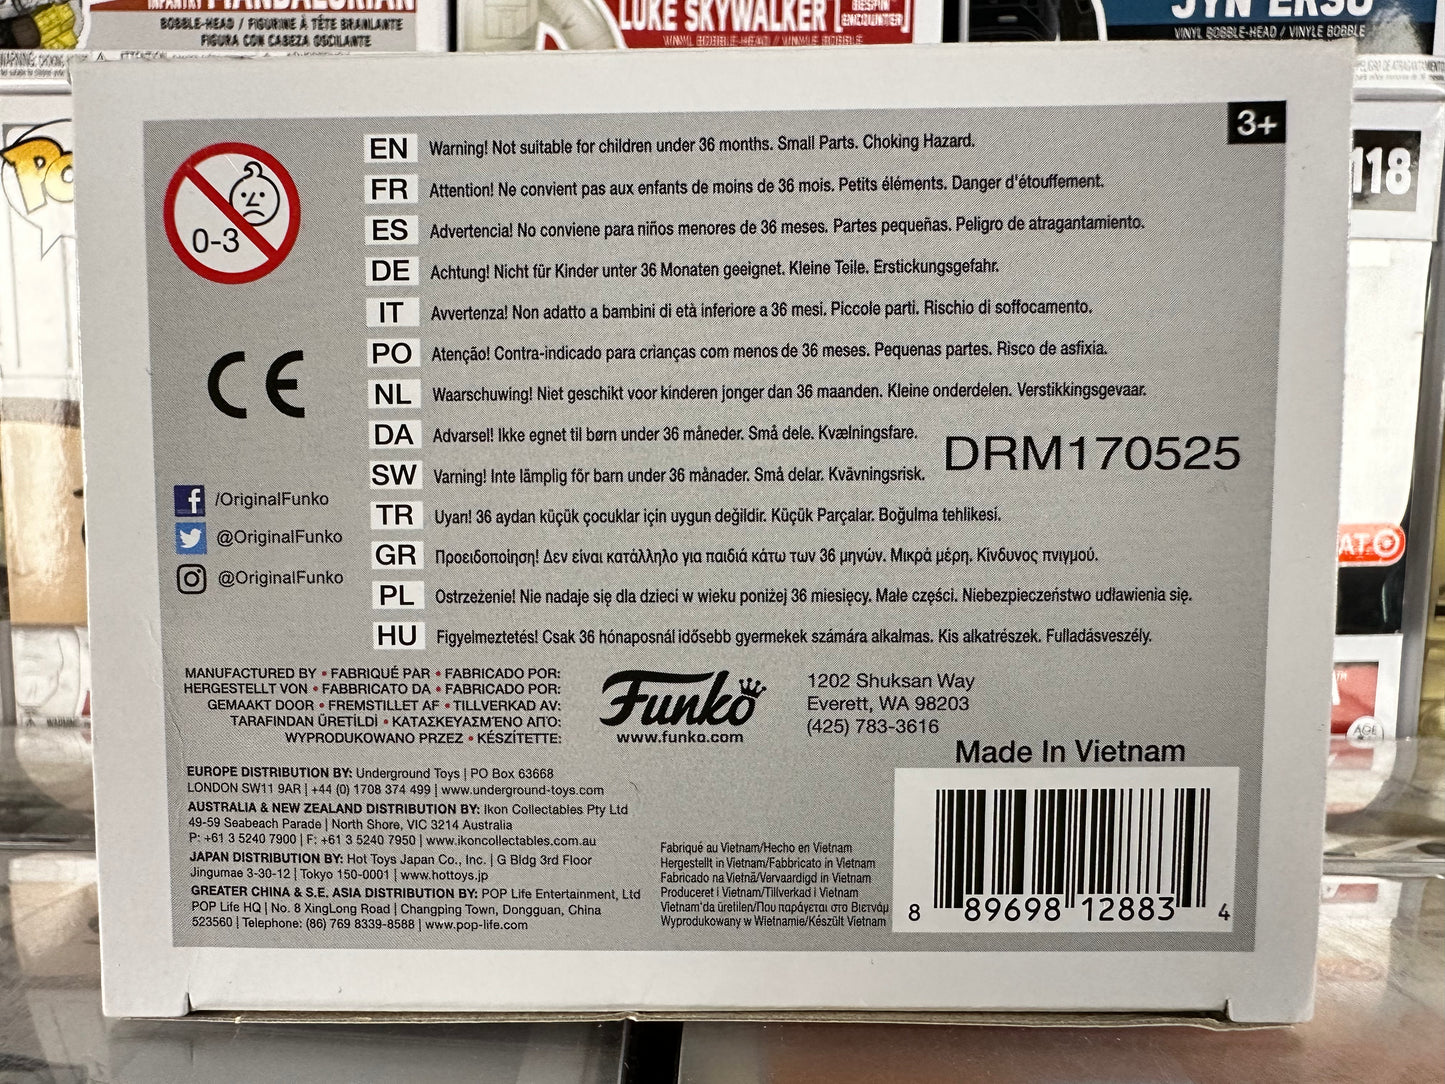 INFANTRY MANDALORIAN
BOBBLE-HEAD / FIGURINE À TÊTE BRANLANTE
FIGURA CON CABEZA OSCILANTE
LUKE SKYWALKER
BESPIN
ENCOUNTER
VINYL BOBBLE-HEAD / VINYLE BOBBLE
JYN ERSO
VINYL BOBBLE-HEAD / VINYLE BOBBLE
118
3+
0-3
EN Warning! Not suitable for children under 36 months. Small Parts. Choking Hazard.
FR Attention! Ne convient pas aux enfants de moins de 36 mois. Petits éléments. Danger d'étouffement.
ES Advertencia! No conviene para niños menores de 36 meses. Partes pequeñas. Peligro de atragantamiento.
DE Achtung! Nicht für Kinder unter 36 Monaten geeignet. Kleine Teile. Erstickungsgefahr.
IT Avvertenza! Non adatto a bambini di età inferiore a 36 mesi. Piccole parti. Rischio di soffocamento.
PO Atenção! Contra-indicado para crianças com menos de 36 meses. Pequenas partes. Risco de asfixia.
NL Waarschuwing! Niet geschikt voor kinderen jonger dan 36 maanden. Kleine onderdelen. Verstikkingsgevaar.
DA Advarsel! Ikke egnet til børn under 36 måneder. Små dele. Kvælningsfare.
SW Varning! Inte lämplig för barn under 36 månader. Små delar. Kvävningsrisk.
TR Uyarı! 36 aydan küçük çocuklar için uygun değildir. Küçük Parçalar. Boğulma tehlikesi.
GR Προειδοποίηση! Δεν είναι κατάλληλο για παιδιά κάτω των 36 μηνών. Μικρά μέρη. Κίνδυνος πνιγμού.
PL Ostrzeżenie! Nie nadaje się dla dzieci w wieku poniżej 36 miesięcy. Małe części. Niebezpieczeństwo udławienia się.
HU Figyelmeztetés! Csak 36 hónaposnál idősebb gyermekek számára alkalmas. Kis alkatrészek. Fulladásveszély.
DRM170525
CE
/OriginalFunko
@OriginalFunko
@OriginalFunko
MANUFACTURED BY • FABRIQUÉ PAR • FABRICADO POR:
HERGESTELLT VON • FABBRICATO DA • FABRICADO POR:
GEMAAKT DOOR • FREMSTILLET AF • TILLVERKAD AV:
TARAFINDAN ÜRETİLDİ • ΚΑΤΑΣΚΕΥΑΣΜΈΝΟ ΑΠΌ:
WYPRODUKOWANO PRZEZ • KÉSZÍTETTE:
Funko
www.funko.com
1202 Shuksan Way
Everett, WA 98203
(425) 783-3616
Made In Vietnam
EUROPE DISTRIBUTION BY: Underground Toys | PO Box 63668
LONDON SW11 9AR | +44 (0) 1708 374 499 | www.underground-toys.com
AUSTRALIA & NEW ZEALAND DISTRIBUTION BY: Ikon Collectables Pty Ltd
49-59 Seabeach Parade | North Shore, VIC 3214 Australia
P: +61 3 5240 7900 | F: +61 3 5240 7950 | www.ikoncollectables.com.au
JAPAN DISTRIBUTION BY: Hot Toys Japan Co., Inc. | G Bldg 3rd Floor
Jingumae 3-30-12 | Tokyo 150-0001 | www.hottoys.jp
GREATER CHINA & S.E. ASIA DISTRIBUTION BY: POP Life Entertainment, Ltd
POP Life HQ | No. 8 XingLong Road | Changping Town, Dongguan, China
523560 | Telephone: (86) 769 8339-8588 | www.pop-life.com
Fabriqué au Vietnam/Hecho en Vietnam
Hergestellt in Vietnam/Fabbricato in Vietnam
Fabricado na Vietnã/Vervaardigd in Vietnam
Produceret i Vietnam/Tillverkad i Vietnam
Vietnam'da üretilen/Που παράγεται στο Βιετνάμ
Wyprodukowany w Wietnamie/Készült Vietnam
8 89698 12883 4